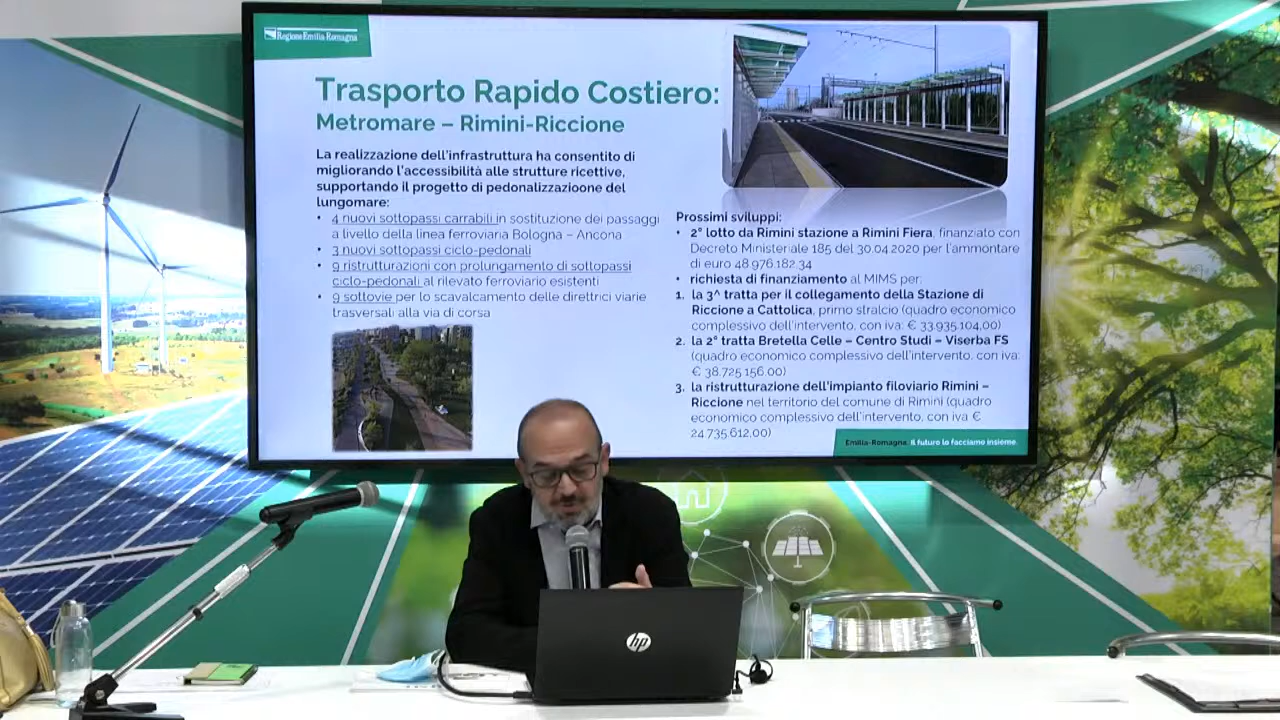 Regione Emilia-Romagna
Trasporto Rapido Costiero:
Metromare – Rimini-Riccione
La realizzazione dell'infrastruttura ha consentito di
migliorando l'accessibilità alle strutture ricettive,
supportando il progetto di pedonalizzazioone del
lungomare:
• 4 nuovi sottopassi carrabili in sostituzione dei passaggi
a livello della linea ferroviaria Bologna – Ancona
• 3 nuovi sottopassi ciclo-pedonali
• 9 ristrutturazioni con prolungamento di sottopassi
ciclo-pedonali al rilevato ferroviario esistenti
• 9 sottovie per lo scavalcamento delle direttrici viarie
trasversali alla via di corsa
Prossimi sviluppi:
• 2° lotto da Rimini stazione a Rimini Fiera, finanziato con
Decreto Ministeriale 185 del 30.04.2020 per l'ammontare
di euro 48.976.182.34
• richiesta di finanziamento al MIMS per:
1. la 3^ tratta per il collegamento della Stazione di
Riccione a Cattolica, primo stralcio (quadro economico
complessivo dell'intervento, con iva: € 33.935.104,00)
2. la 2° tratta Bretella Celle – Centro Studi – Viserba FS
(quadro economico complessivo dell'intervento, con iva:
€ 38.725.156.00)
3. la ristrutturazione dell'impianto filoviario Rimini –
Riccione nel territorio del comune di Rimini (quadro
economico complessivo dell'intervento, con iva €
24.735.612,00)
Emilia-Romagna. Il futuro lo facciamo insieme.
hp